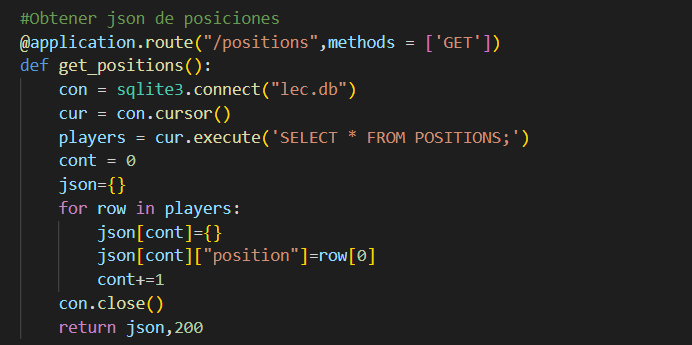 #Obtener json de posiciones
@application.route("/positions",methods = ['GET'])
def get_positions():
    con = sqlite3.connect("lec.db")
    cur = con.cursor()
    players = cur.execute('SELECT * FROM POSITIONS;')
    cont = 0
    json={}
    for row in players:
        json[cont]={}
        json[cont]["position"]=row[0]
        cont+=1
    con.close()
    return json,200